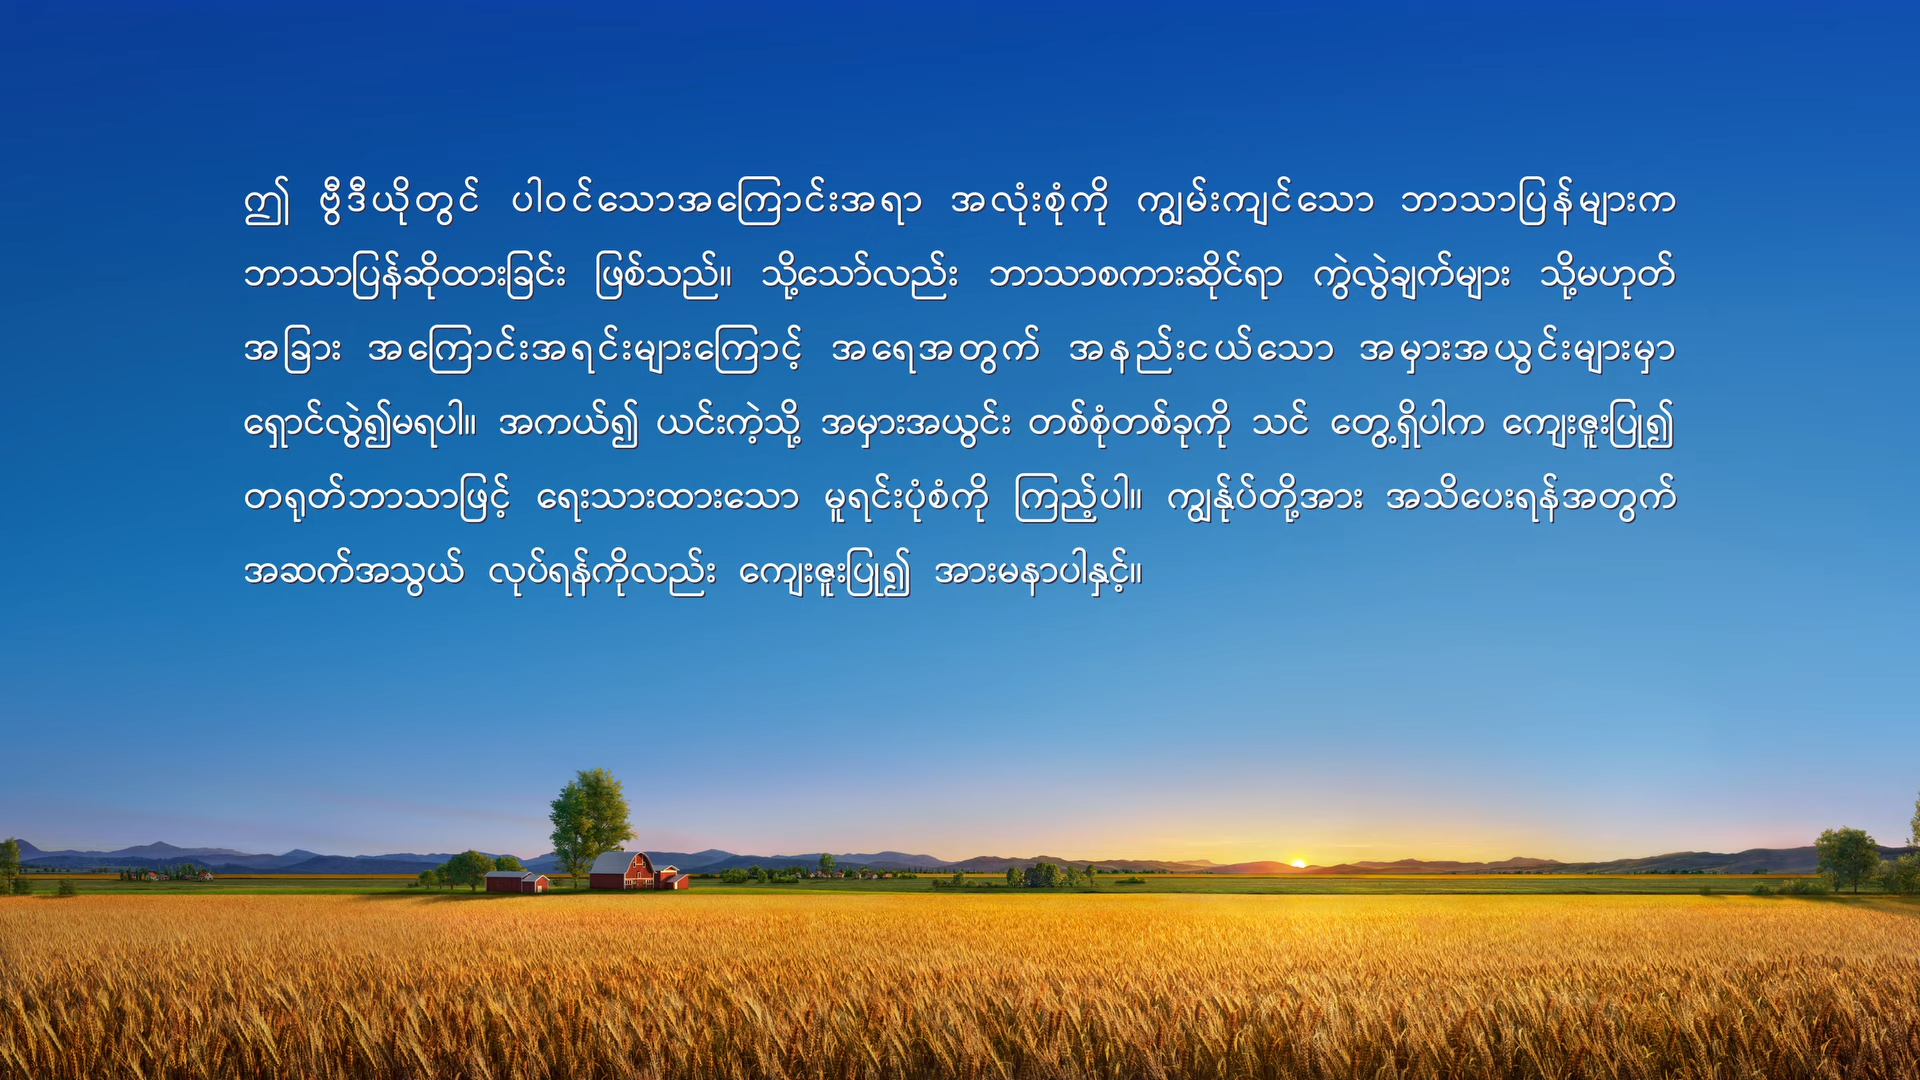 ဤ ဗွီဒီယိုတွင် ပါဝင်သောအကြောင်းအရာ အလုံးစုံကို ကျွမ်းကျင်သော ဘာသာပြန်များက
ဘာသာပြန်ဆိုထားခြင်း ဖြစ်သည်။ သို့သော်လည်း ဘာသာစကားဆိုင်ရာ ကွဲလွဲချက်များ သို့မဟုတ်
အခြား အကြောင်းအရင်းများကြောင့် အရေအတွက် အနည်းငယ်သော အမှားအယွင်းများမှာ
ရှောင်လွဲ၍မရပါ။ အကယ်၍ ယင်းကဲ့သို့ အမှားအယွင်း တစ်စုံတစ်ခုကို သင် တွေ့ရှိပါက ကျေးဇူးပြု၍
တရုတ်ဘာသာဖြင့် ရေးသားထားသော မူရင်းပုံစံကို ကြည့်ပါ။ ကျွန်ုပ်တို့အား အသိပေးရန်အတွက်
အဆက်အသွယ် လုပ်ရန်ကိုလည်း ကျေးဇူးပြု၍ အားမနာပါနှင့်။